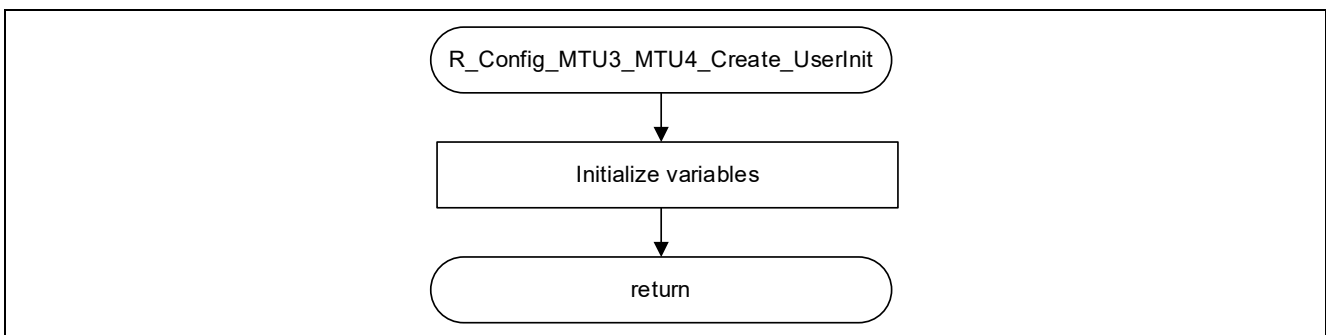 R_Config_MTU3_MTU4_Create_UserInit
Initialize variables
return